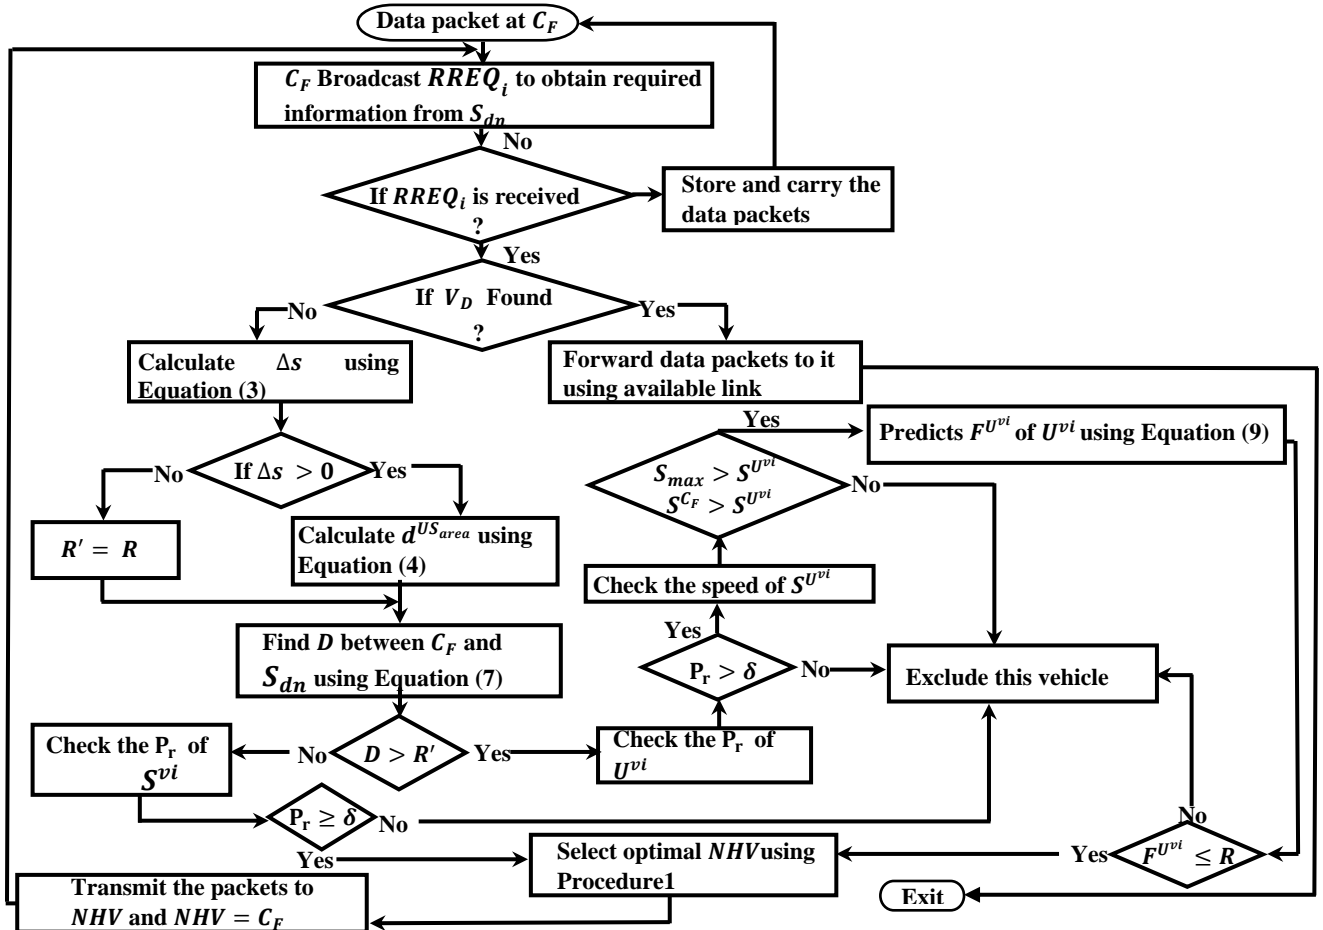 Data packet at C_F
C_F Broadcast RREQ_i to obtain required
information from S_dn
No
If RREQ_i is received
?
Store and carry the
data packets
Yes
If V_D Found
?
No
Yes
Calculate Δs using
Equation (3)
Forward data packets to it
using available link
Yes
Predicts F^{U^{vi}} of U^{vi} using Equation (9)
If Δs > 0
No
Yes
S_max > S^{U^{vi}}
S^{C_F} > S^{U^{vi}}
No
R′ = R
Calculate d^{US_area} using
Equation (4)
Check the speed of S^{U^{vi}}
Yes
Find D between C_F and
S_dn using Equation (7)
P_r > δ
No
Exclude this vehicle
Check the P_r of
S^{vi}
No
D > R′
Yes
Check the P_r of
U^{vi}
P_r ≥ δ
No
No
Yes
Select optimal NHV using
Procedure1
Yes
F^{U^{vi}} ≤ R
Transmit the packets to
NHV and NHV = C_F
Exit